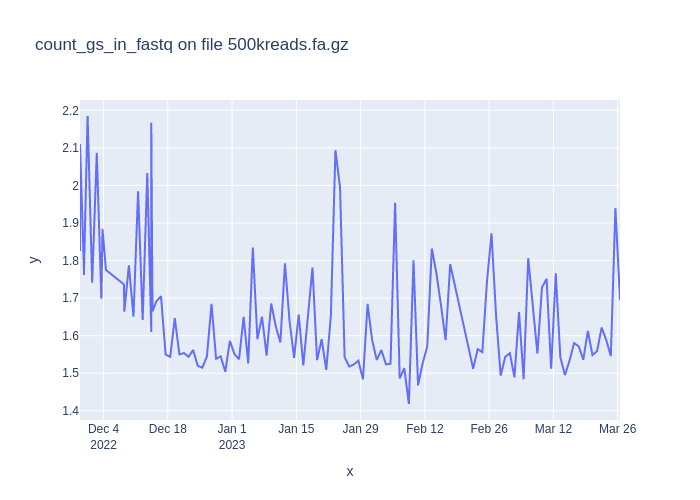 count_gs_in_fastq on file 500kreads.fa.gz
2.2
2.1
2
1.9
1.8
1.7
1.6
1.5
1.4
y
Dec 4 Dec 18 Jan 1 Jan 15 Jan 29 Feb 12 Feb 26 Mar 12 Mar 26
2022 2023
x